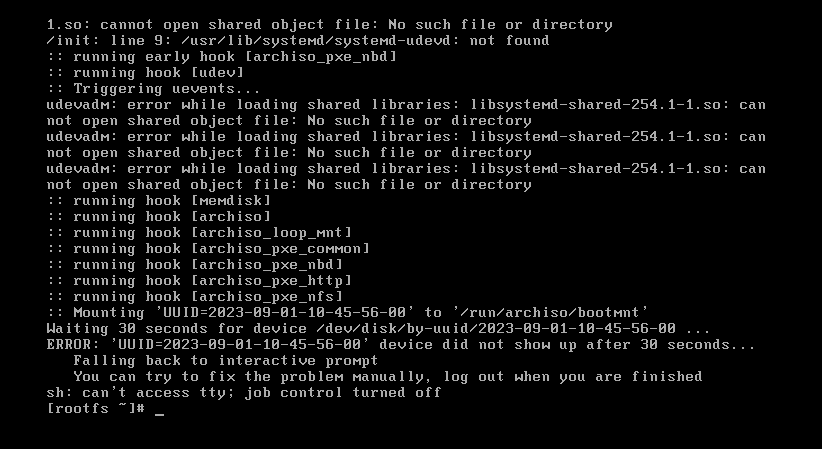 1.so: cannot open shared object file: No such file or directory
/init: line 9: /usr/lib/systemd/systemd-udevd: not found
:: running early hook [archiso_pxe_nbd]
:: running hook [udev]
:: Triggering uevents...
udevadm: error while loading shared libraries: libsystemd-shared-254.1-1.so: can
not open shared object file: No such file or directory
udevadm: error while loading shared libraries: libsystemd-shared-254.1-1.so: can
not open shared object file: No such file or directory
udevadm: error while loading shared libraries: libsystemd-shared-254.1-1.so: can
not open shared object file: No such file or directory
:: running hook [memdisk]
:: running hook [archiso]
:: running hook [archiso_loop_mnt]
:: running hook [archiso_pxe_common]
:: running hook [archiso_pxe_nbd]
:: running hook [archiso_pxe_http]
:: running hook [archiso_pxe_nfs]
:: Mounting 'UUID=2023-09-01-10-45-56-00' to '/run/archiso/bootmnt'
Waiting 30 seconds for device /dev/disk/by-uuid/2023-09-01-10-45-56-00 ...
ERROR: 'UUID=2023-09-01-10-45-56-00' device did not show up after 30 seconds...
   Falling back to interactive prompt
   You can try to fix the problem manually, log out when you are finished
sh: can't access tty; job control turned off
[rootfs ~]# _